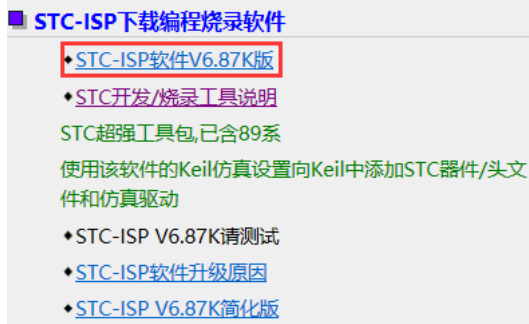 STC-ISP下载编程烧录软件
STC-ISP软件V6.87K版
STC开发/烧录工具说明
STC超强工具包,已含89系
使用该软件的Keil仿真设置向Keil中添加STC器件/头文
件和仿真驱动
STC-ISP V6.87K请测试
STC-ISP软件升级原因
STC-ISP V6.87K简化版